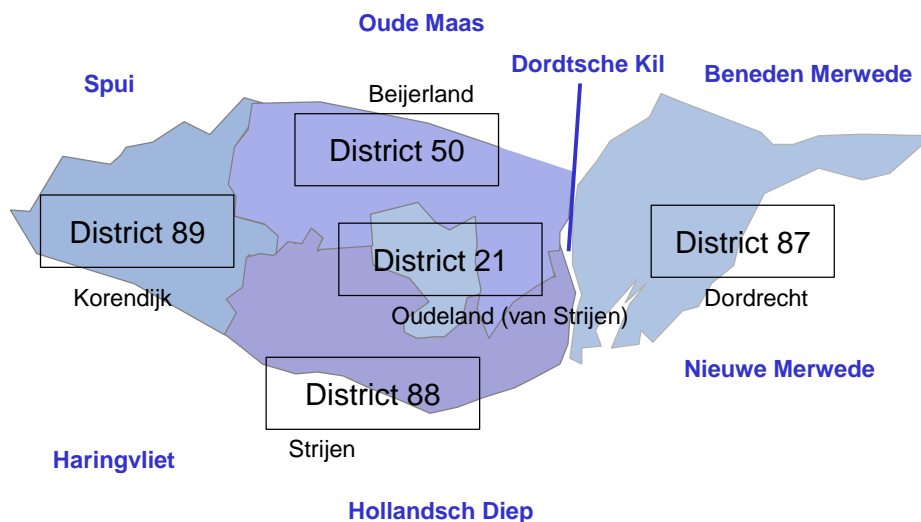 Oude Maas
Dordtsche Kil
Beneden Merwede
Spui
Beijerland
District 50
District 89
District 21
District 87
Korendijk
Oudeland (van Strijen)
Dordrecht
Nieuwe Merwede
District 88
Strijen
Haringvliet
Hollandsch Diep